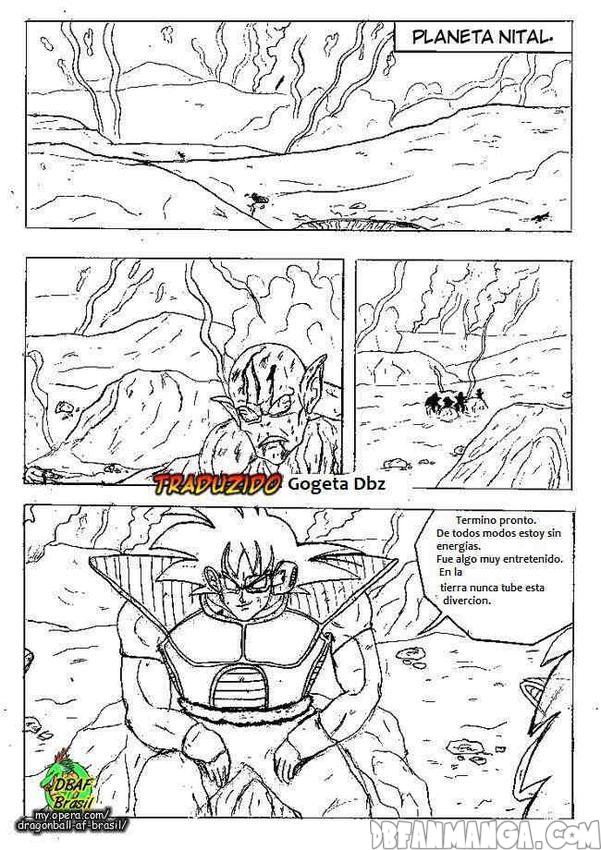 PLANETA NITAL.
TRADUZIDO Gogeta Dbz
Termino pronto.
De todos modos estoy sin
energias.
Fue algo muy entretenido.
En la
tierra nunca tube esta
divercion.
DBAF
Brasil
my.opera.com/
dragonball-af-brasil/
DBFANMANGA.COM